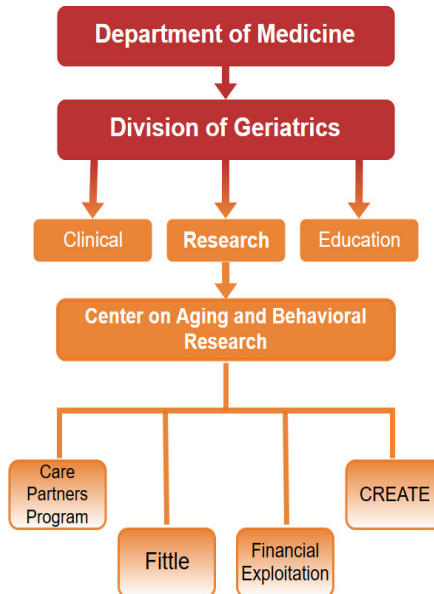 Department of Medicine
Division of Geriatrics
Clinical
Research
Education
Center on Aging and Behavioral
Research
Care
Partners
Program
CREATE
Fittle
Financial
Exploitation